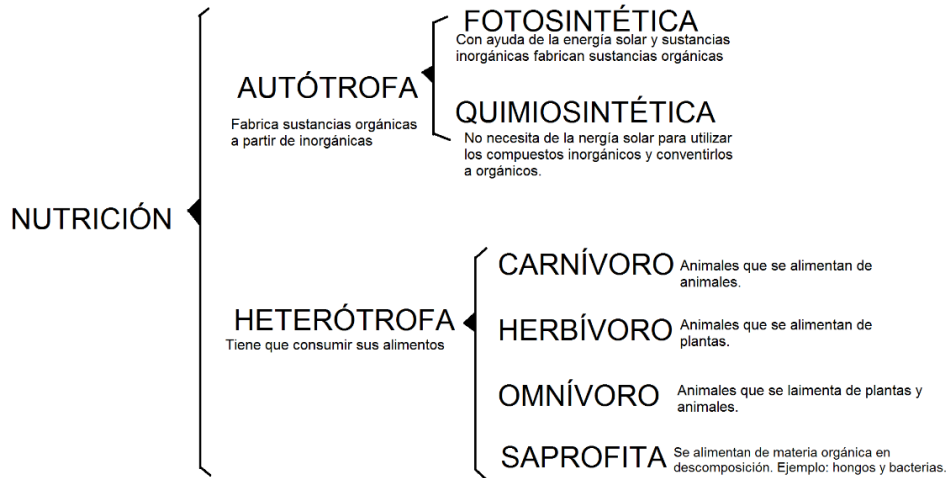 NUTRICIÓN
AUTÓTROFA
Fabrica sustancias orgánicas
a partir de inorgánicas
FOTOSINTÉTICA
Con ayuda de la energía solar y sustancias
inorgánicas fabrican sustancias orgánicas
QUIMIOSINTÉTICA
No necesita de la nergía solar para utilizar
los compuestos inorgánicos y conventirlos
a orgánicos.
HETERÓTROFA
Tiene que consumir sus alimentos
CARNÍVORO
Animales que se alimentan de
animales.
HERBÍVORO
Animales que se alimentan de
plantas.
OMNÍVORO
Animales que se laimenta de plantas y
animales.
SAPROFITA
Se alimentan de materia orgánica en
descomposición. Ejemplo: hongos y bacterias.